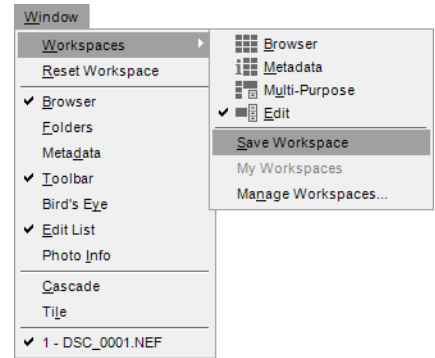 Window
Workspaces
Reset Workspace
Browser
Folders
Metadata
Toolbar
Bird's Eye
Edit List
Photo Info
Cascade
Tile
1 - DSC_0001.NEF
Browser
Metadata
Multi-Purpose
Edit
Save Workspace
My Workspaces
Manage Workspaces...